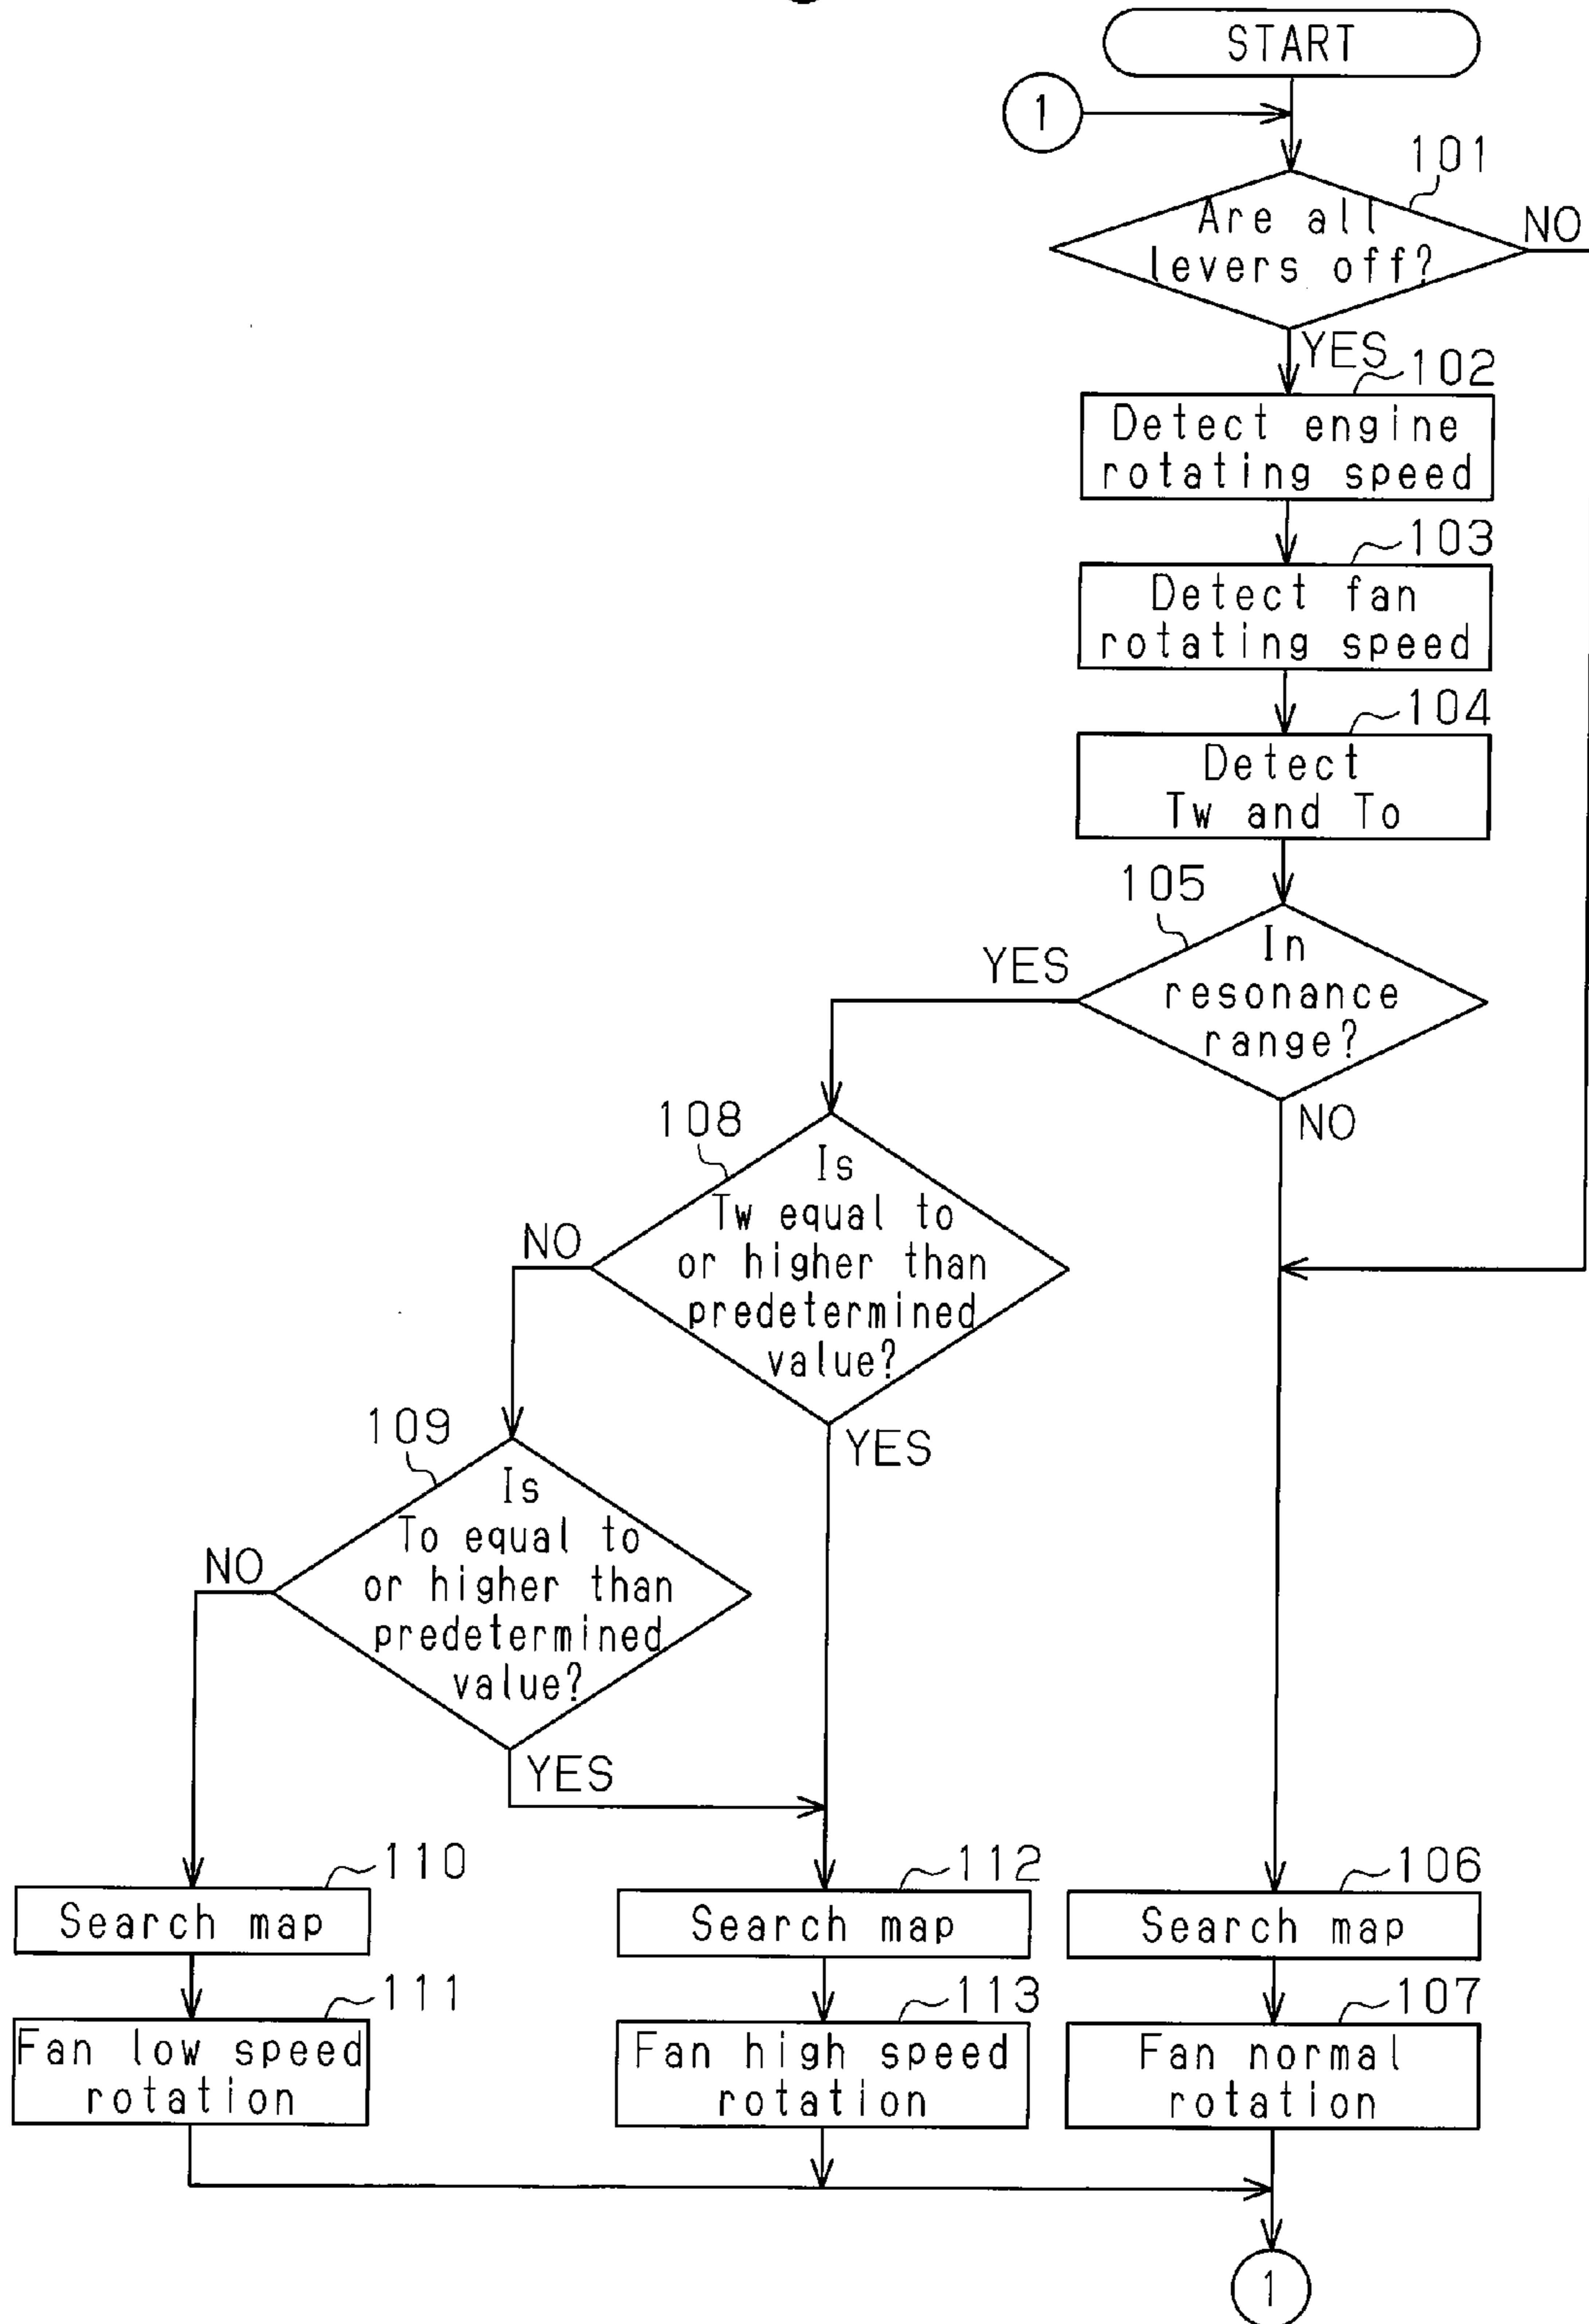 START
1
101
Are all
levers off?
NO
YES
102
Detect engine
rotating speed
103
Detect fan
rotating speed
104
Detect
Tw and To
105
In
resonance
range?
YES
NO
108
Is
Tw equal to
or higher than
predetermined
value?
NO
YES
109
Is
To equal to
or higher than
predetermined
value?
NO
YES
110
Search map
112
Search map
106
Search map
111
Fan low speed
rotation
113
Fan high speed
rotation
107
Fan normal
rotation
1